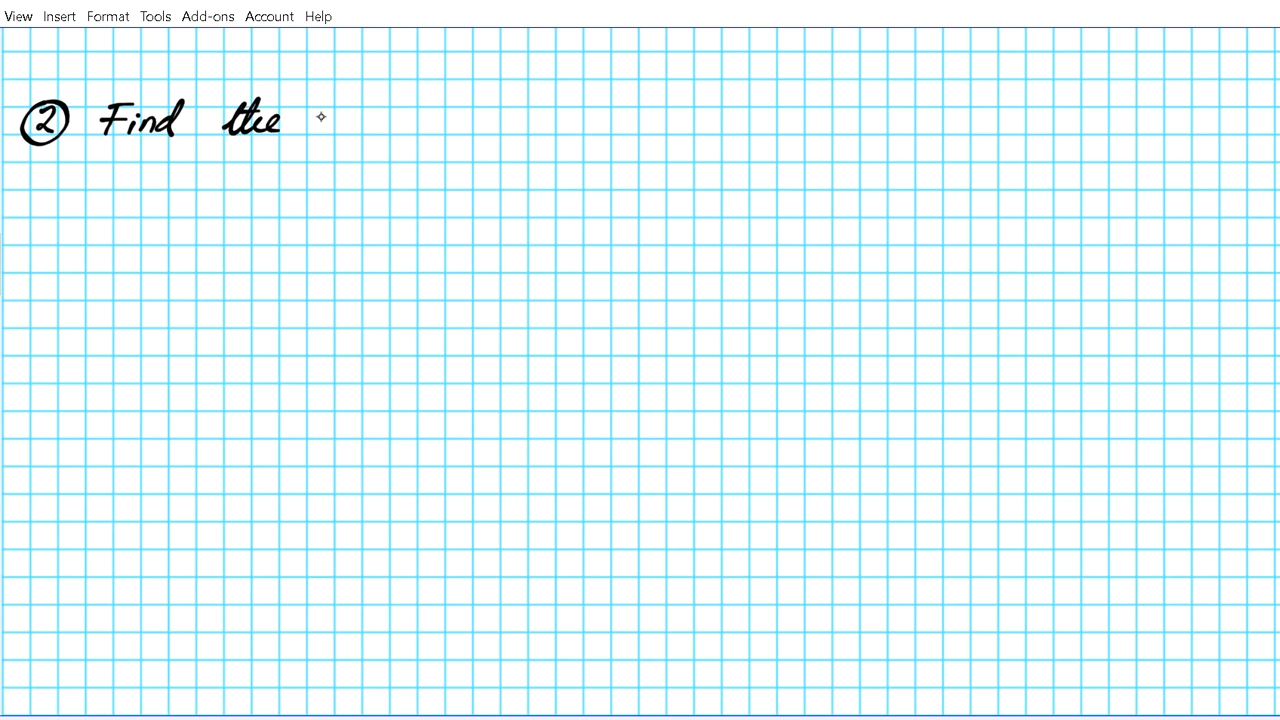 View Insert Format Tools Add-ons Account Help
② Find the